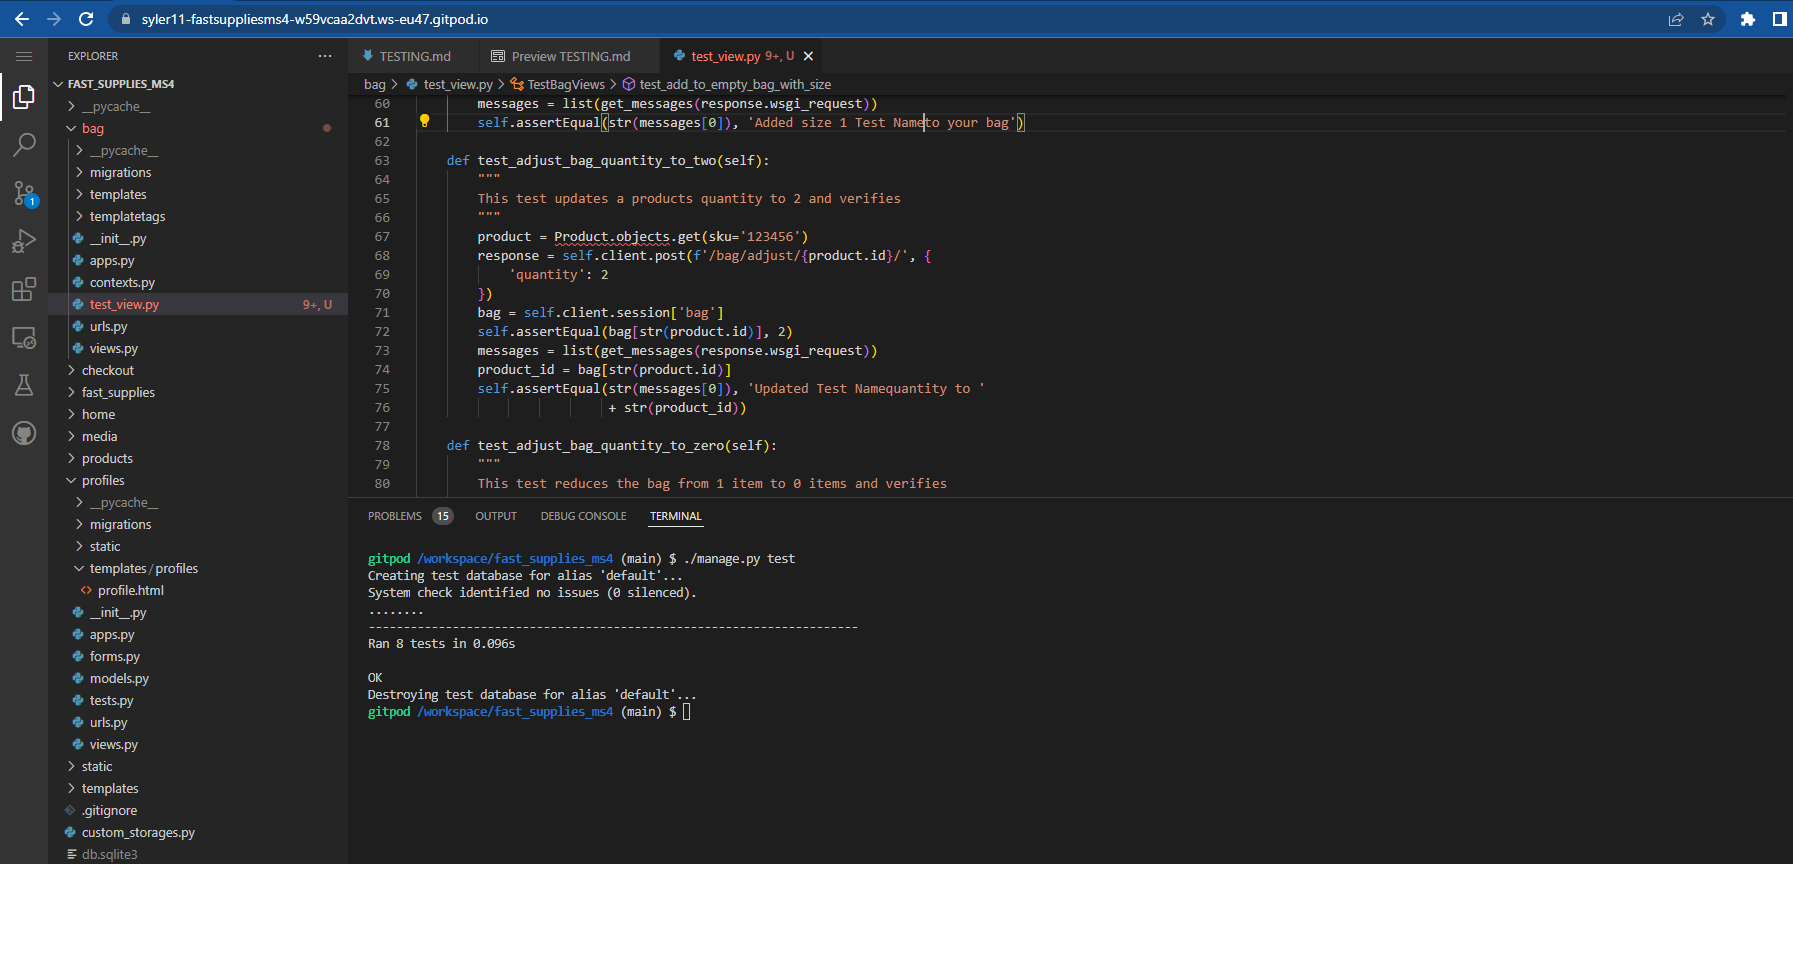 syler11-fastsuppliesms4-w59vcaa2dvt.ws-eu47.gitpod.io
EXPLORER
FAST_SUPPLIES_MS4
__pycache__
bag
__pycache__
migrations
templates
templatetags
__init__.py
apps.py
contexts.py
test_view.py 9+, U
urls.py
views.py
checkout
fast_supplies
home
media
products
profiles
__pycache__
migrations
static
templates/profiles
profile.html
__init__.py
apps.py
forms.py
models.py
tests.py
urls.py
views.py
static
templates
.gitignore
custom_storages.py
db.sqlite3
1
TESTING.md Preview TESTING.md test_view.py 9+, U
bag > test_view.py > TestBagViews > test_add_to_empty_bag_with_size
60 messages = list(get_messages(response.wsgi_request))
61 self.assertEqual(str(messages[0]), 'Added size 1 Test Nameto your bag')
62
63 def test_adjust_bag_quantity_to_two(self):
64 """
65 This test updates a products quantity to 2 and verifies
66 """
67 product = Product.objects.get(sku='123456')
68 response = self.client.post(f'/bag/adjust/{product.id}/', {
69 'quantity': 2
70 })
71 bag = self.client.session['bag']
72 self.assertEqual(bag[str(product.id)], 2)
73 messages = list(get_messages(response.wsgi_request))
74 product_id = bag[str(product.id)]
75 self.assertEqual(str(messages[0]), 'Updated Test Namequantity to '
76 + str(product_id))
77
78 def test_adjust_bag_quantity_to_zero(self):
79 """
80 This test reduces the bag from 1 item to 0 items and verifies
PROBLEMS 15 OUTPUT DEBUG CONSOLE TERMINAL
gitpod /workspace/fast_supplies_ms4 (main) $ ./manage.py test
Creating test database for alias 'default'...
System check identified no issues (0 silenced).
........
----------------------------------------------------------------------
Ran 8 tests in 0.096s
OK
Destroying test database for alias 'default'...
gitpod /workspace/fast_supplies_ms4 (main) $